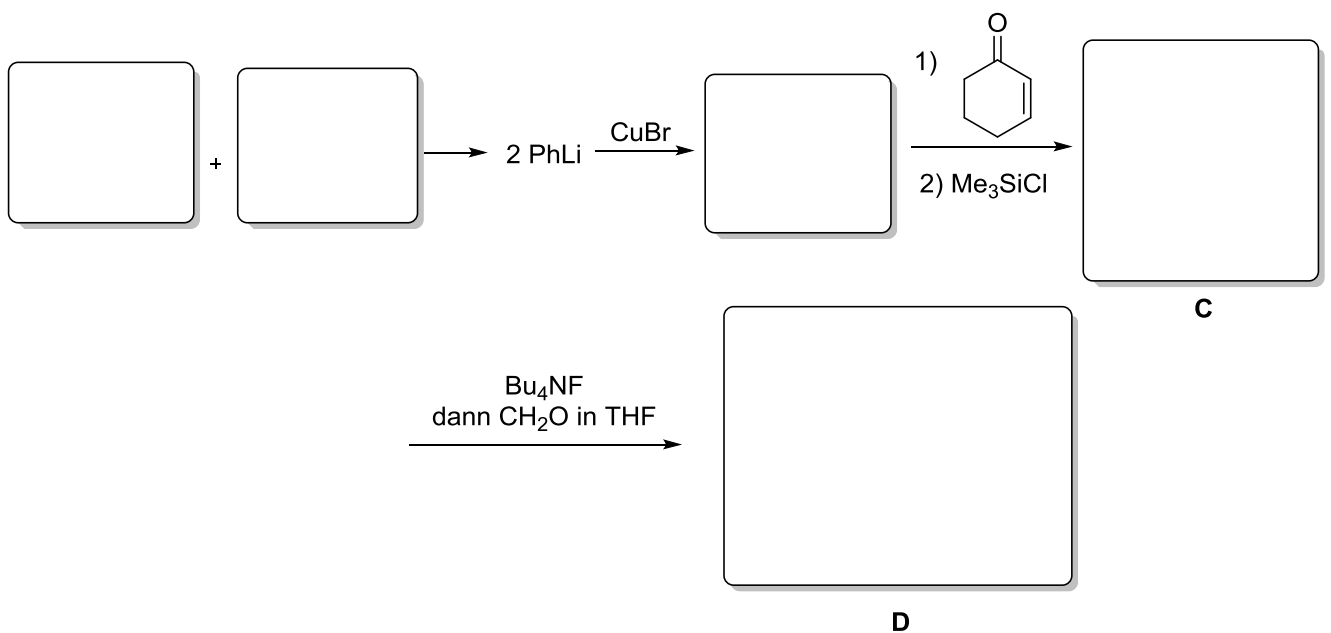 O
1)
+
2 PhLi
CuBr
2) Me₃SiCl
C
Bu₄NF
dann CH₂O in THF
D